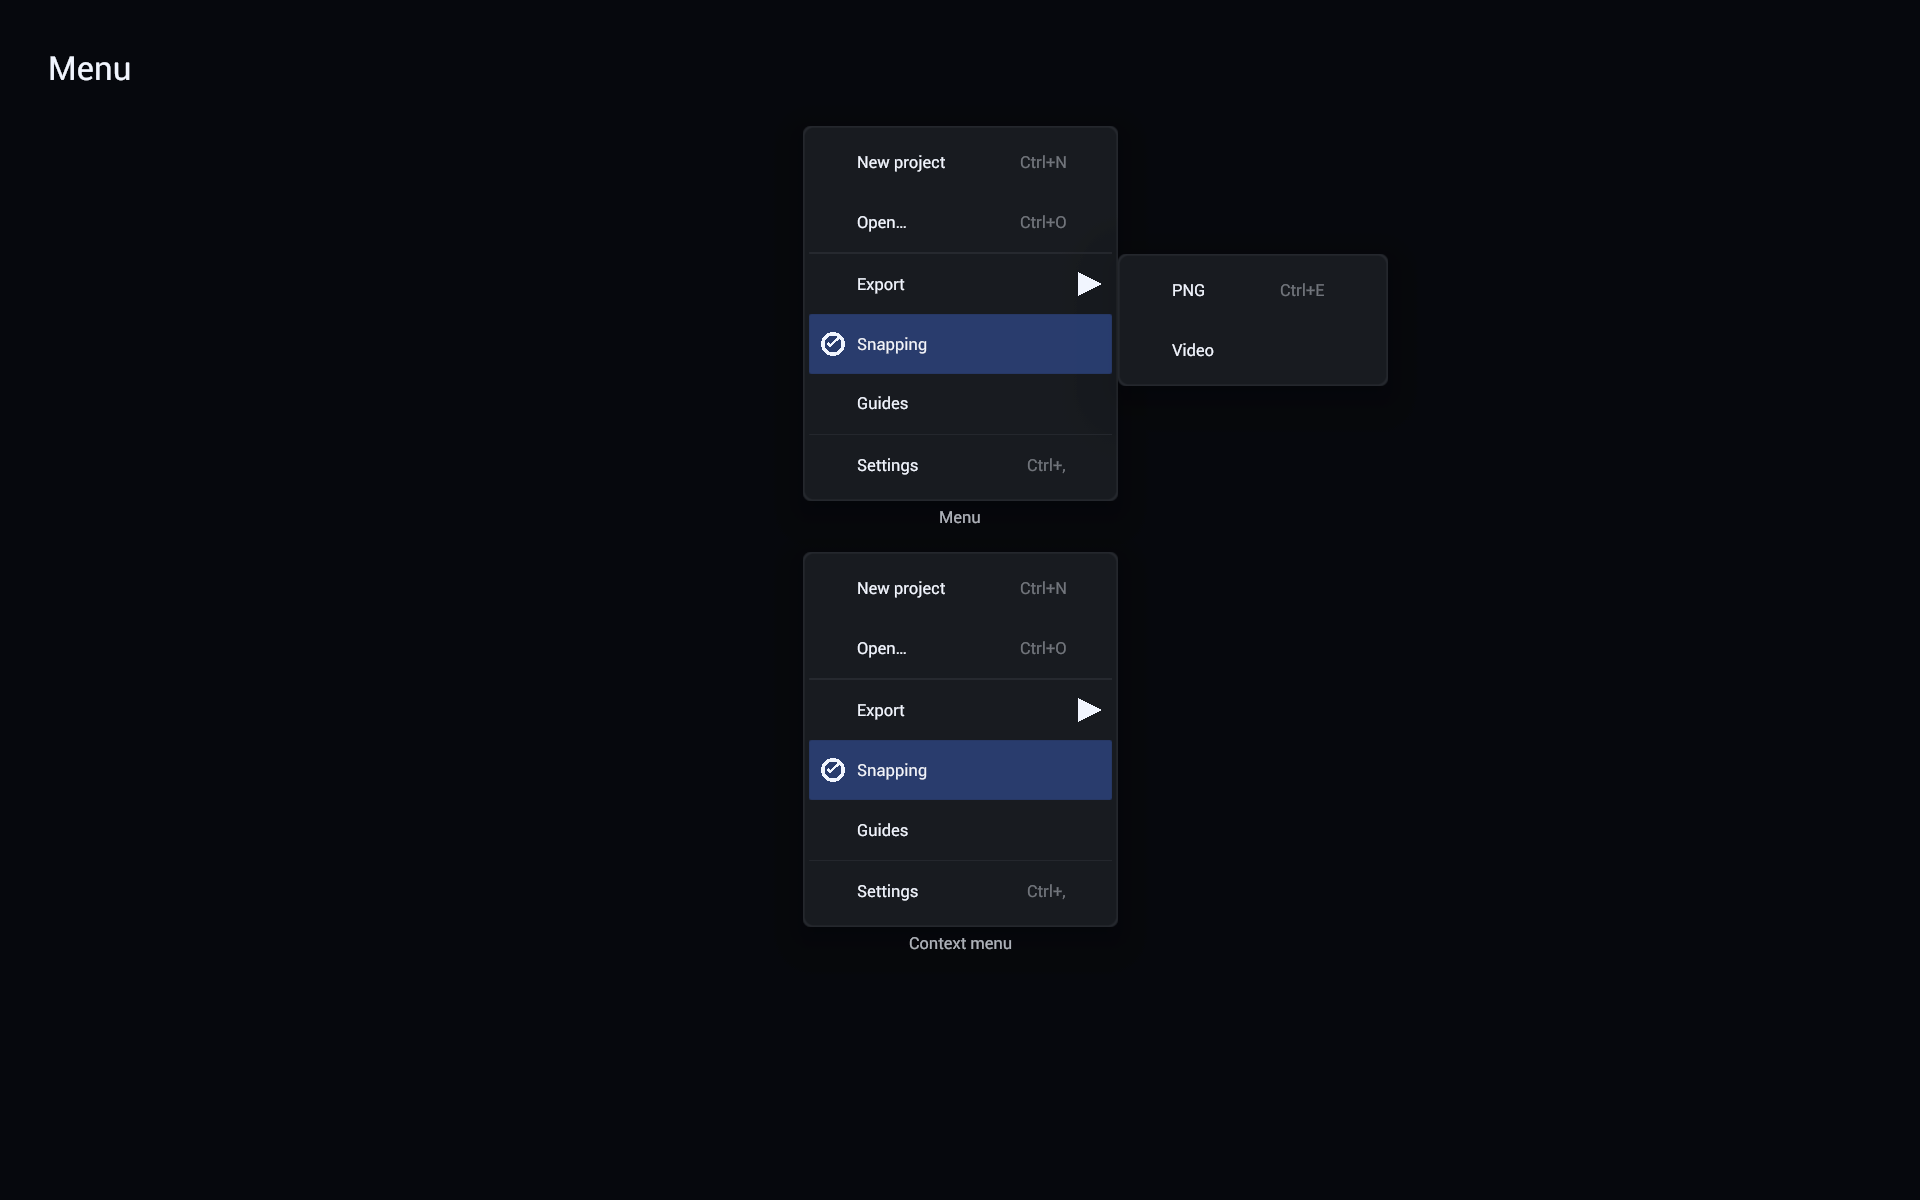 Menu
New project Ctrl+N
Open... Ctrl+O
Export
PNG Ctrl+E
Snapping
Video
Guides
Settings Ctrl+,
Menu
New project Ctrl+N
Open... Ctrl+O
Export
Snapping
Guides
Settings Ctrl+,
Context menu